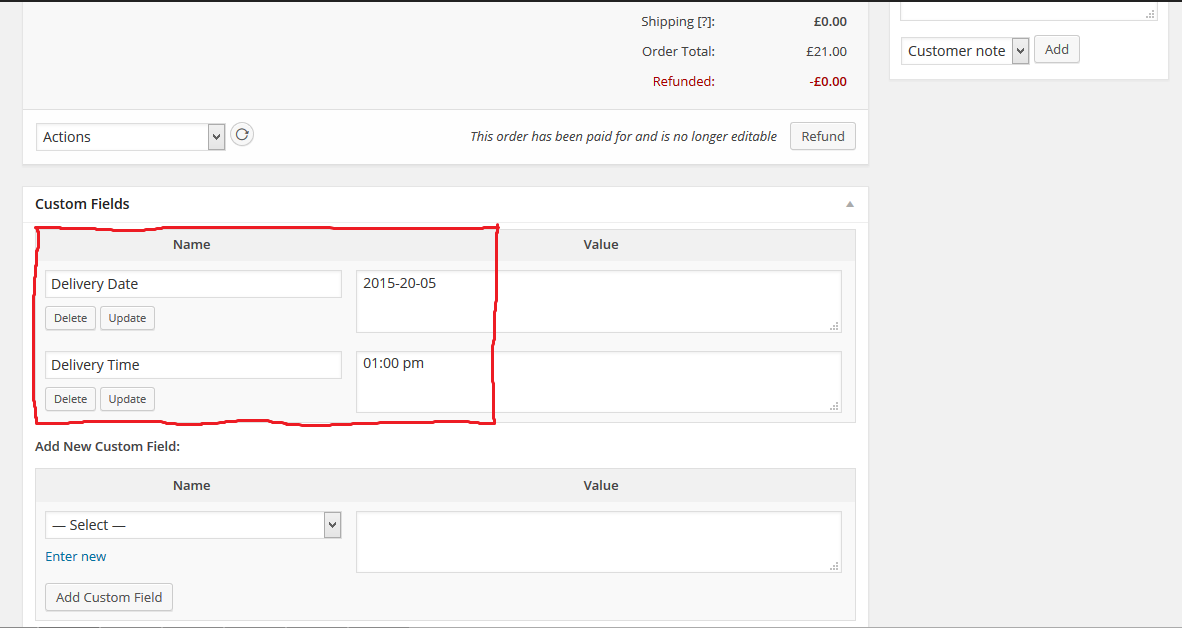 Shipping [?]: £0.00
Order Total: £21.00
Refunded: -£0.00
Customer note Add
Actions This order has been paid for and is no longer editable Refund
Custom Fields
Name Value
Delivery Date 2015-20-05
Delete Update
Delivery Time 01:00 pm
Delete Update
Add New Custom Field:
Name Value
— Select —
Enter new
Add Custom Field